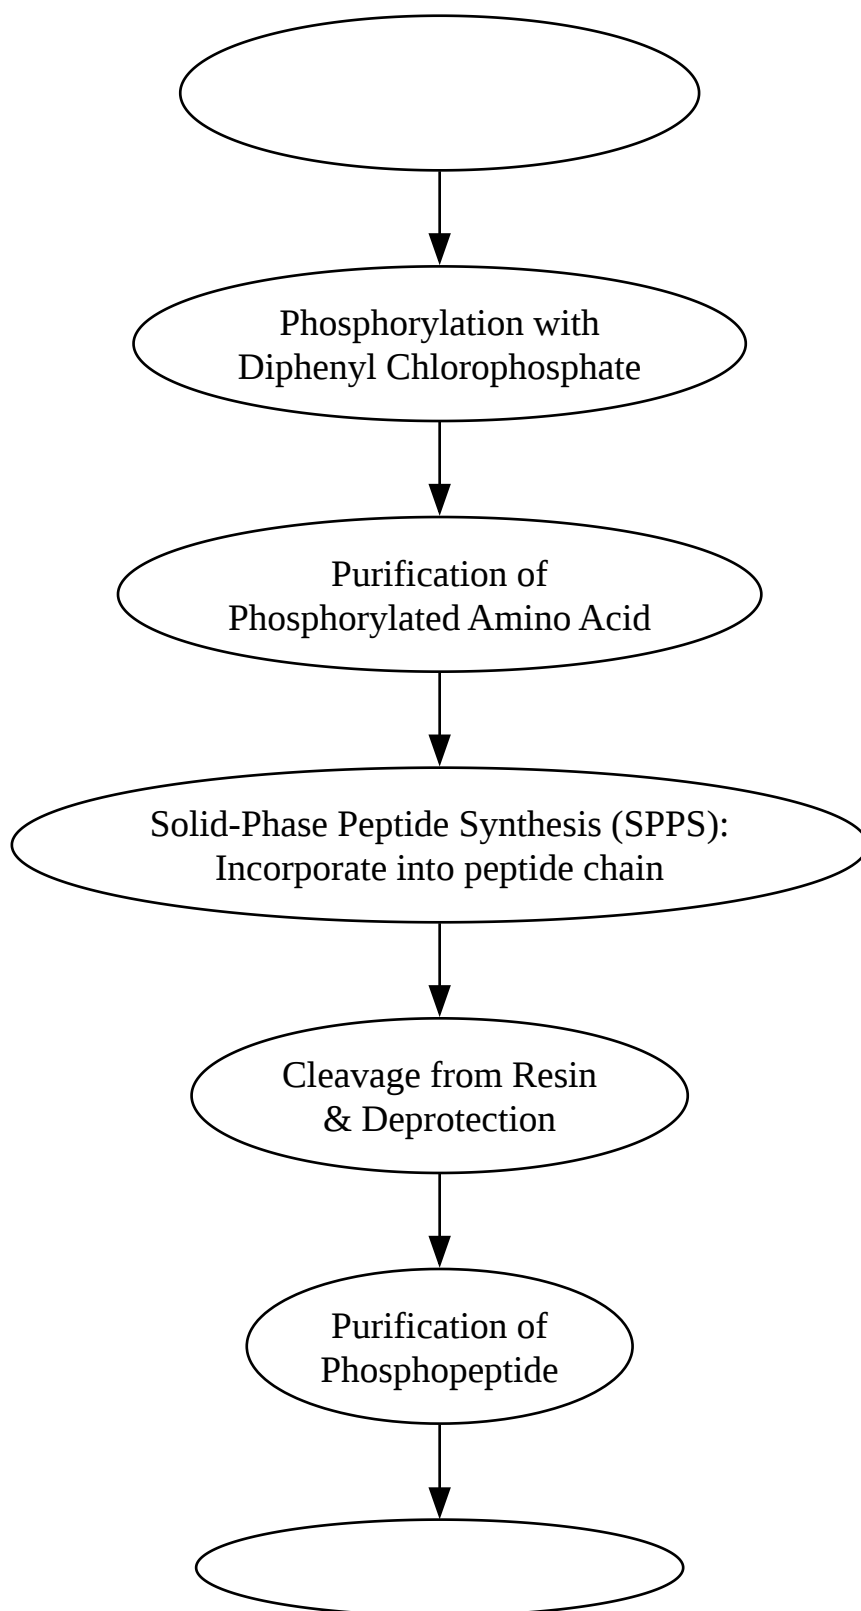 Phosphorylation with
Diphenyl Chlorophosphate
Purification of
Phosphorylated Amino Acid
Solid-Phase Peptide Synthesis (SPPS):
Incorporate into peptide chain
Cleavage from Resin
& Deprotection
Purification of
Phosphopeptide